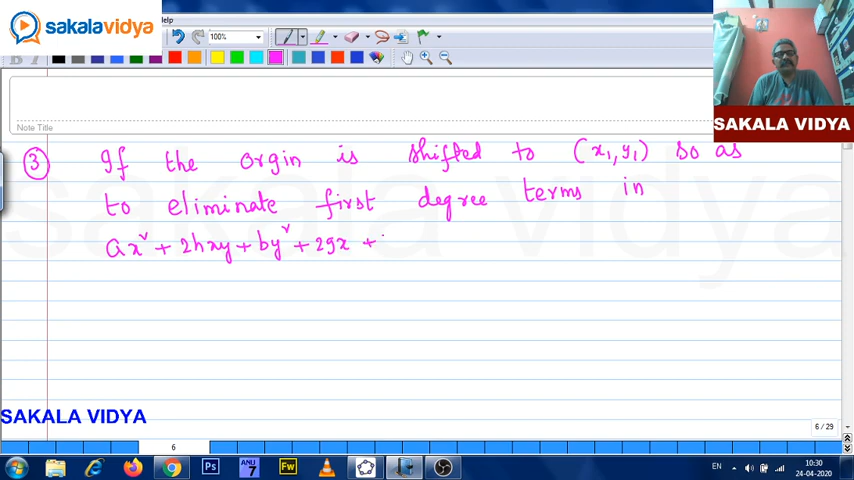 sakalavidya
Help
100%
SAKALA VIDYA
Note Title
3 If the orgin is shifted to (x₁, y₁) so as
to eliminate first degree terms in
ax² + 2hxy + by² + 2gx +
SAKALA VIDYA
6 / 29
6
EN
10:30
24-04-2020